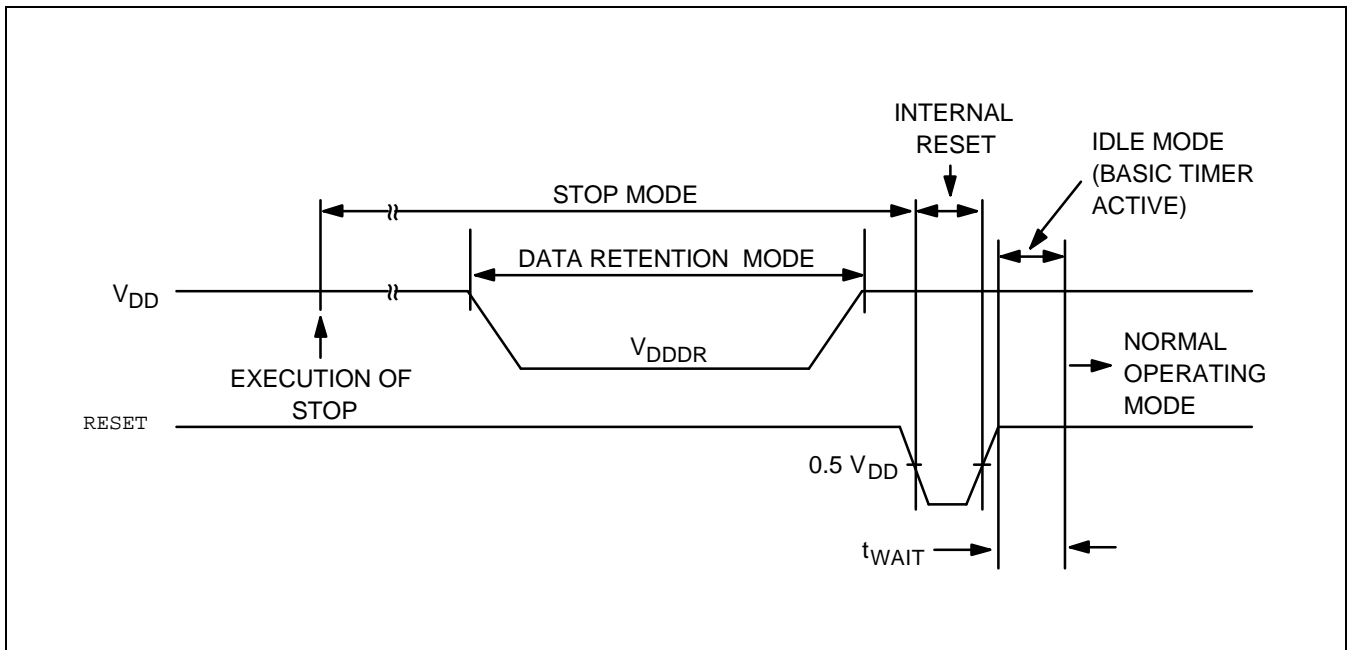 INTERNAL
RESET
IDLE MODE
(BASIC TIMER
ACTIVE)
STOP MODE
DATA RETENTION MODE
VDD
VDDDR
EXECUTION OF
STOP
NORMAL
OPERATING
MODE
RESET
0.5 VDD
tWAIT